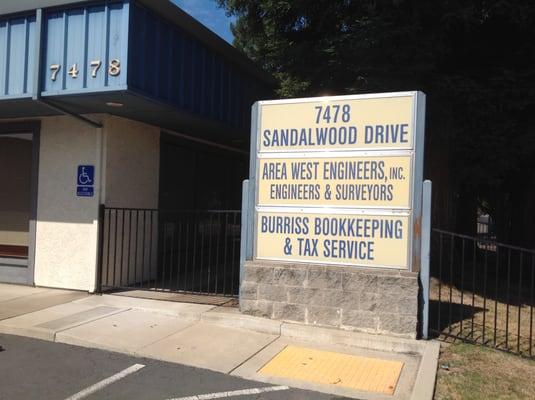 7478
7478
SANDALWOOD DRIVE
AREA WEST ENGINEERS, INC.
ENGINEERS & SURVEYORS
BURRISS BOOKKEEPING
& TAX SERVICE